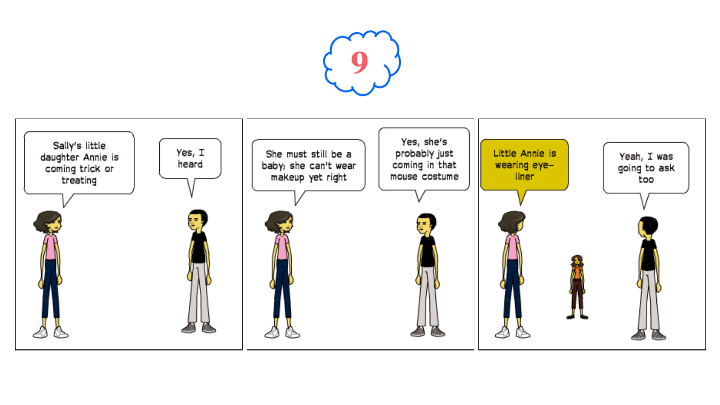 9
Sally's little
daughter Annie is
coming trick or
treating
Yes, I
heard
She must still be a
baby; she can't wear
makeup yet right
Yes, she's
probably just
coming in that
mouse costume
Little Annie is
wearing eye-
liner
Yeah, I was
going to ask
too